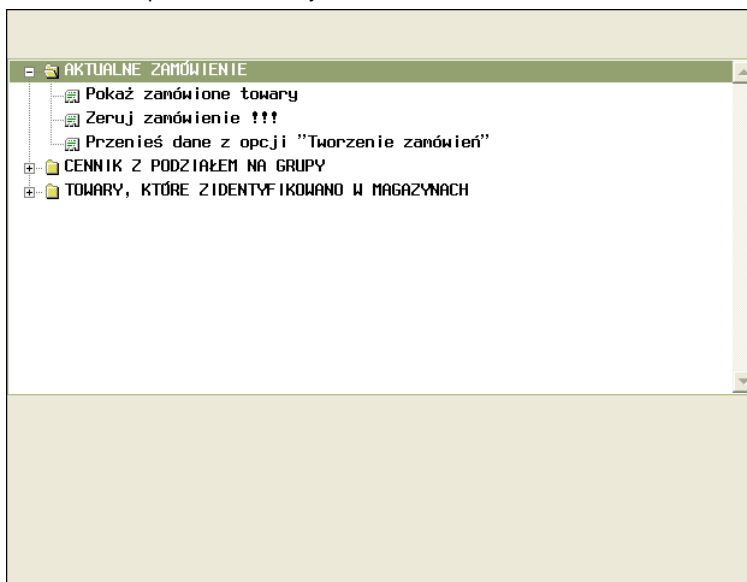 AKTUALNE ZAMÓWIENIE
Pokaż zamówione towary
Zeruj zamówienie !!!
Przenieś dane z opcji "Tworzenie zamówień"
CENNIK Z PODZIAŁEM NA GRUPY
TOWARY, KTÓRE ZIDENTYFIKOWANO W MAGAZYNACH